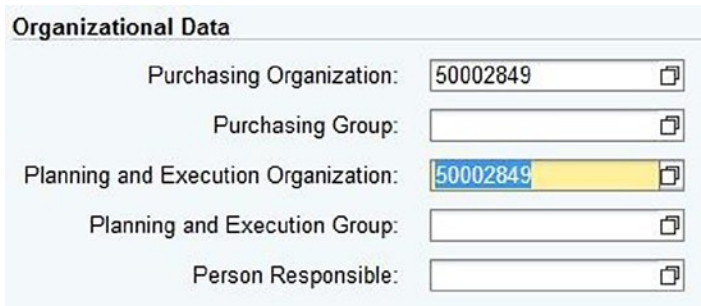 Organizational Data
Purchasing Organization: 50002849
Purchasing Group:
Planning and Execution Organization: 50002849
Planning and Execution Group:
Person Responsible: